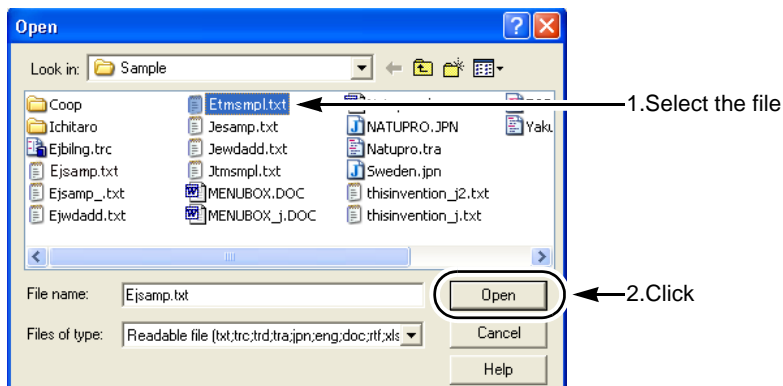 Open
Look in: Sample
Coop
Ichitaro
Ejbilng.trc
Ejsamp.txt
Ejsamp_.txt
Ejwdadd.txt
Etmsmpl.txt
Jesamp.txt
Jewdadd.txt
Jtmsmpl.txt
MENUBOX.DOC
MENUBOX_j.DOC
NATUPRO.JPN
Natupro.tra
Sweden.jpn
thisinvention_j2.txt
thisinvention_j.txt
1.Select the file
File name: Ejsamp.txt Open
2.Click
Files of type: Readable file (txt;trc;trd;tra;jpn;eng;doc;rtf;xls Cancel
Help